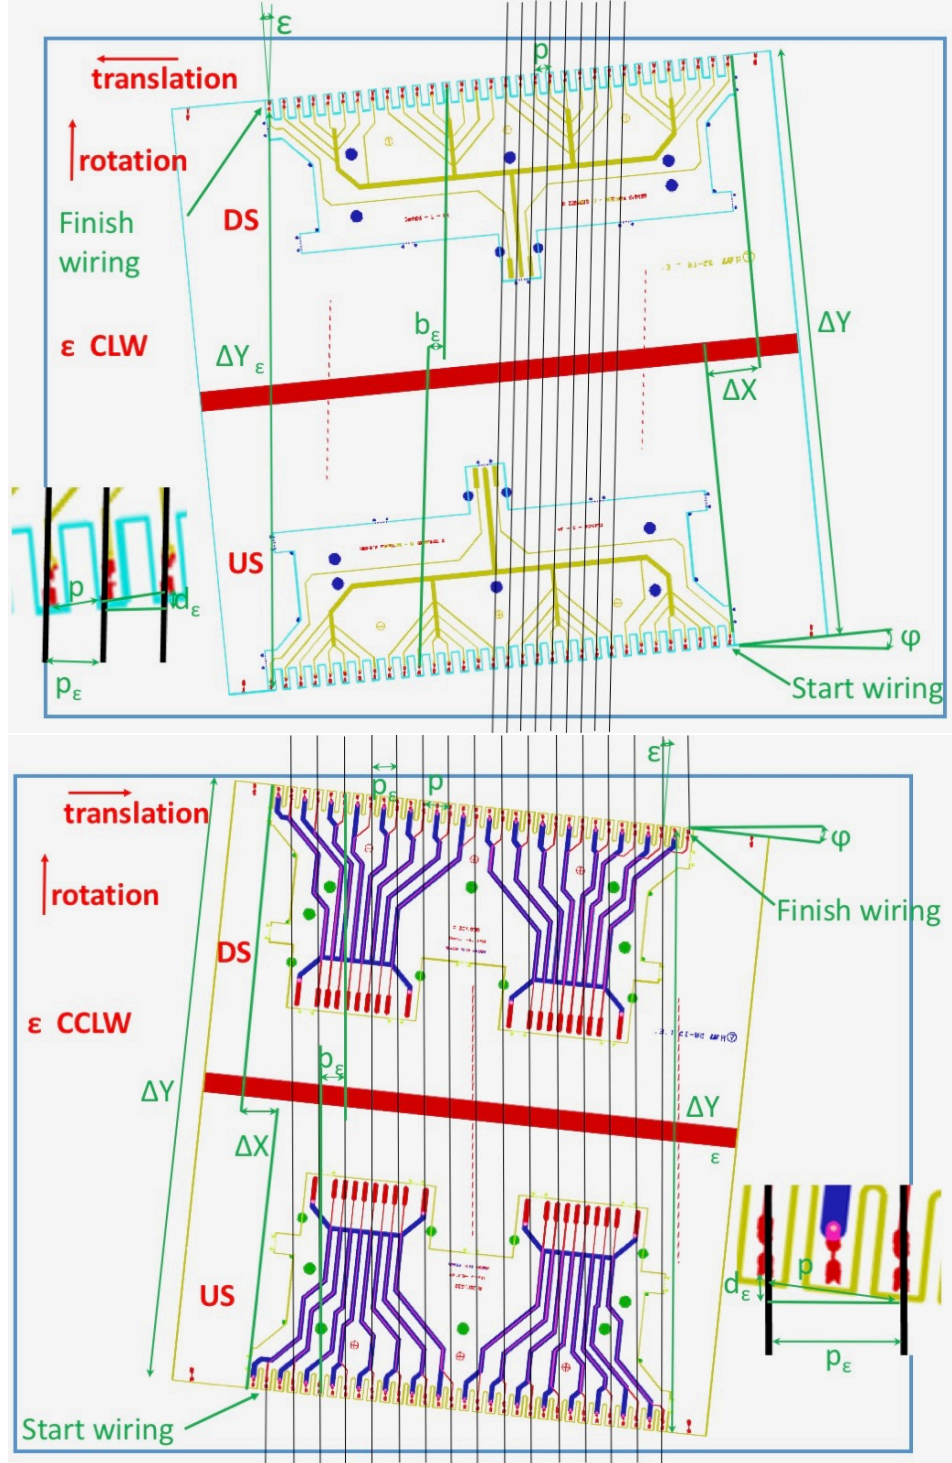 ε
p
translation
rotation
Finish
wiring
DS
ε CLW
ΔY ε
bε
ΔY
ΔX
US
p
dε
pε
φ
Start wiring
ε
pε
p
translation
φ
rotation
Finish wiring
DS
ε CCLW
bε
ΔY
ΔY
ε
ΔX
p
dε
US
pε
Start wiring